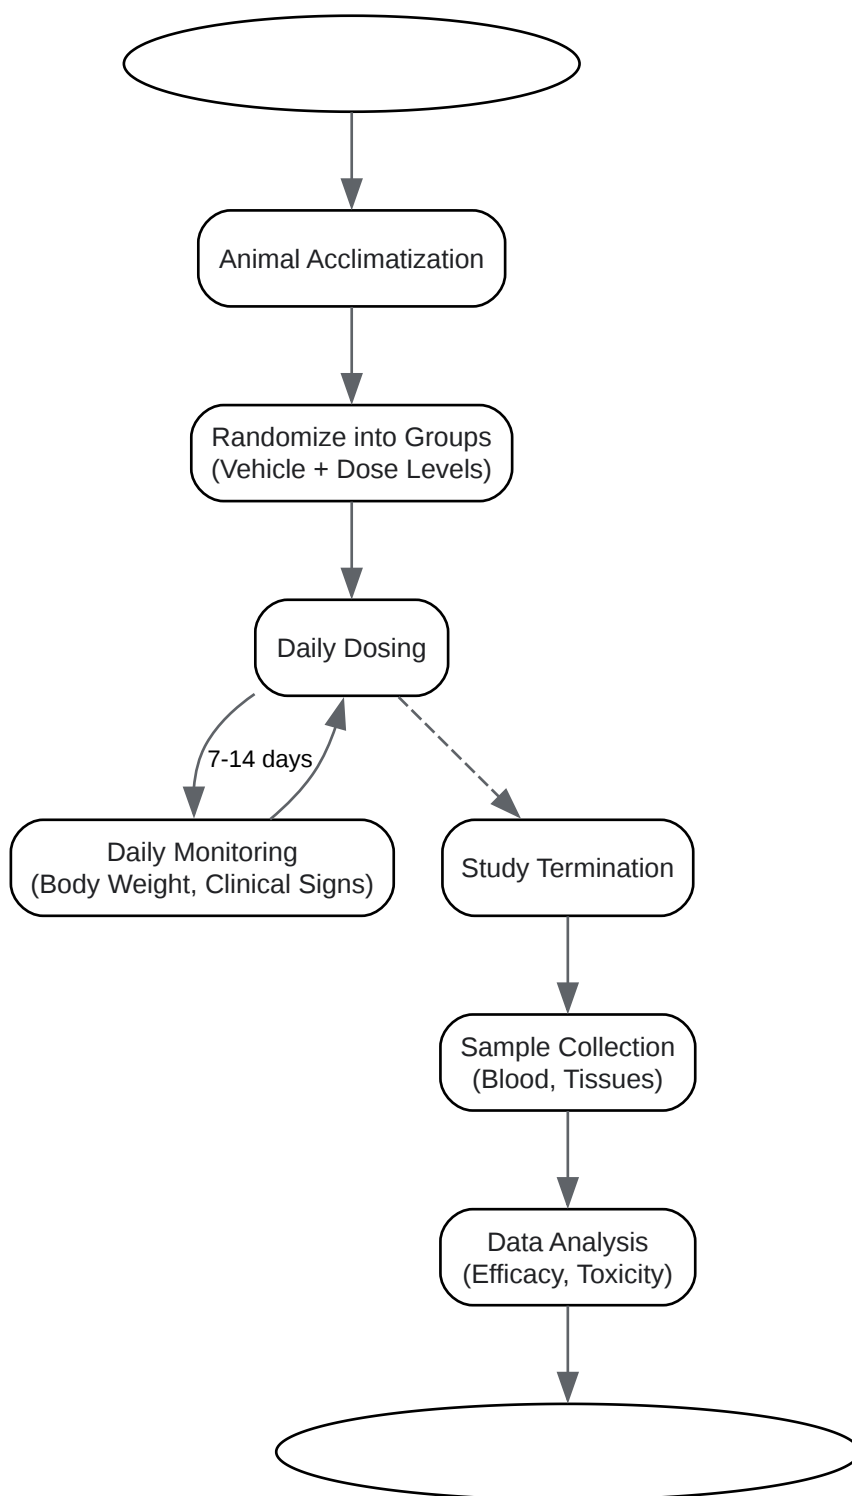 Animal Acclimatization
Randomize into Groups
(Vehicle + Dose Levels)
Daily Dosing
7-14 days
Daily Monitoring
(Body Weight, Clinical Signs)
Study Termination
Sample Collection
(Blood, Tissues)
Data Analysis
(Efficacy, Toxicity)